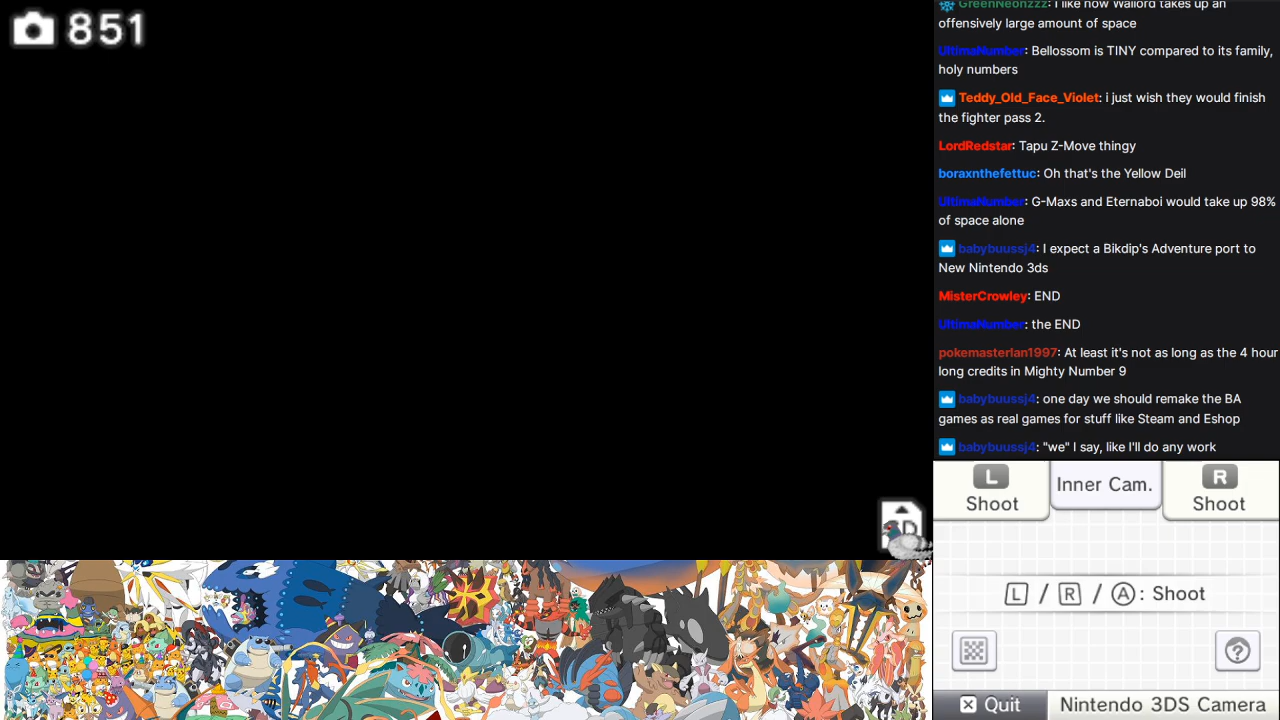 851
GreenNeonzzz: I like how Wailord takes up an
offensively large amount of space
UltimaNumber: Bellossom is TINY compared to its family,
holy numbers
Teddy_Old_Face_Violet: i just wish they would finish
the fighter pass 2.
LordRedstar: Tapu Z-Move thingy
boraxnthefettuc: Oh that's the Yellow Deil
UltimaNumber: G-Maxs and Eternaboi would take up 98%
of space alone
babybuussj4: I expect a Bikdip's Adventure port to
New Nintendo 3ds
MisterCrowley: END
UltimaNumber: the END
pokemasterIan1997: At least it's not as long as the 4 hour
long credits in Mighty Number 9
babybuussj4: one day we should remake the BA
games as real games for stuff like Steam and Eshop
babybuussj4: "we" I say, like I'll do any work
L
Shoot
Inner Cam.
R
Shoot
L / R / A : Shoot
?
Quit
Nintendo 3DS Camera